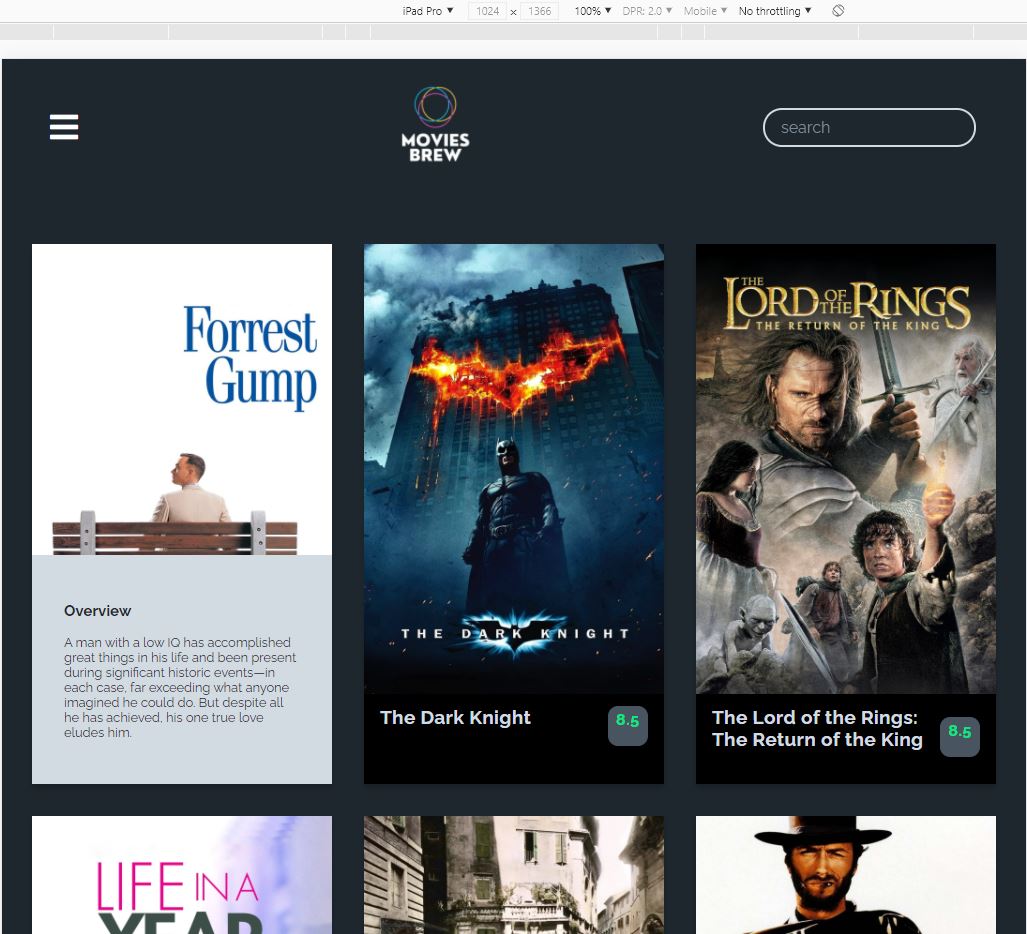 iPad Pro ▼ 1024 x 1366 100% ▼ DPR: 2.0 ▼ Mobile ▼ No throttling ▼
MOVIES
BREW
search
Forrest
Gump
Overview
A man with a low IQ has accomplished
great things in his life and been present
during significant historic events—in
each case, far exceeding what anyone
imagined he could do. But despite all
he has achieved, his one true love
eludes him.
THE DARK KNIGHT
The Dark Knight
8.5
THE
LORD OF THE RINGS
THE RETURN OF THE KING
The Lord of the Rings:
The Return of the King
8.5
LIFE IN A
YEAR